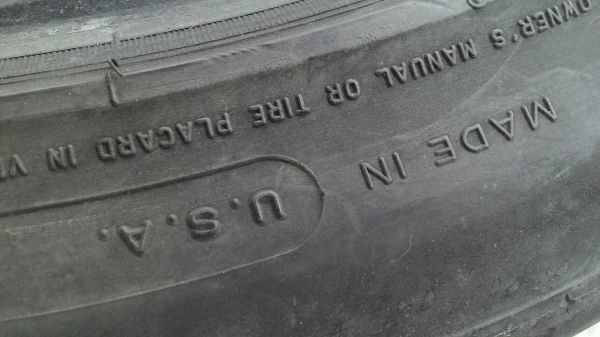 OWNER'S MANUAL OR TIRE PLACARD IN
MADE IN
U.S.A.